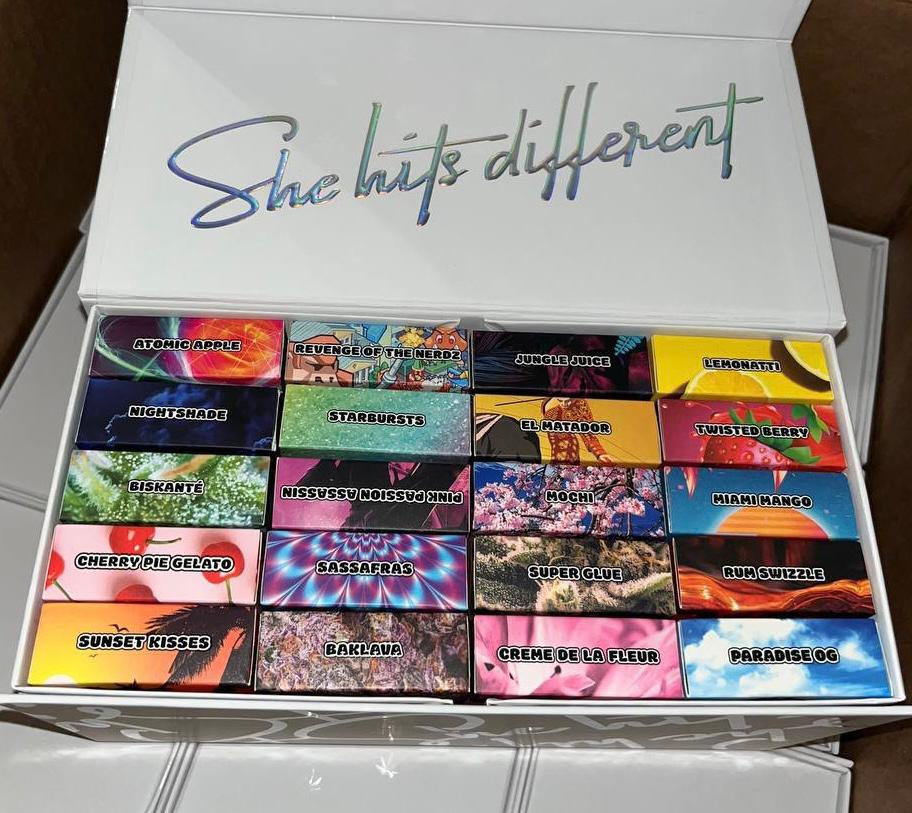 She hits different
ATOMIC APPLE
REVENGE OF THE NERDZ
JUNGLE JUICE
LEMONATTI
NIGHTSHADE
STARBURSTS
EL MATADOR
TWISTED BERRY
BISKANTÉ
PINK PASSION ASSASSIN
MOCHI
MIAMI MANGO
CHERRY PIE GELATO
SASSAFRAS
SUPER GLUE
RUM SWIZZLE
SUNSET KISSES
BAKLAVA
CREME DE LA FLEUR
PARADISE OG